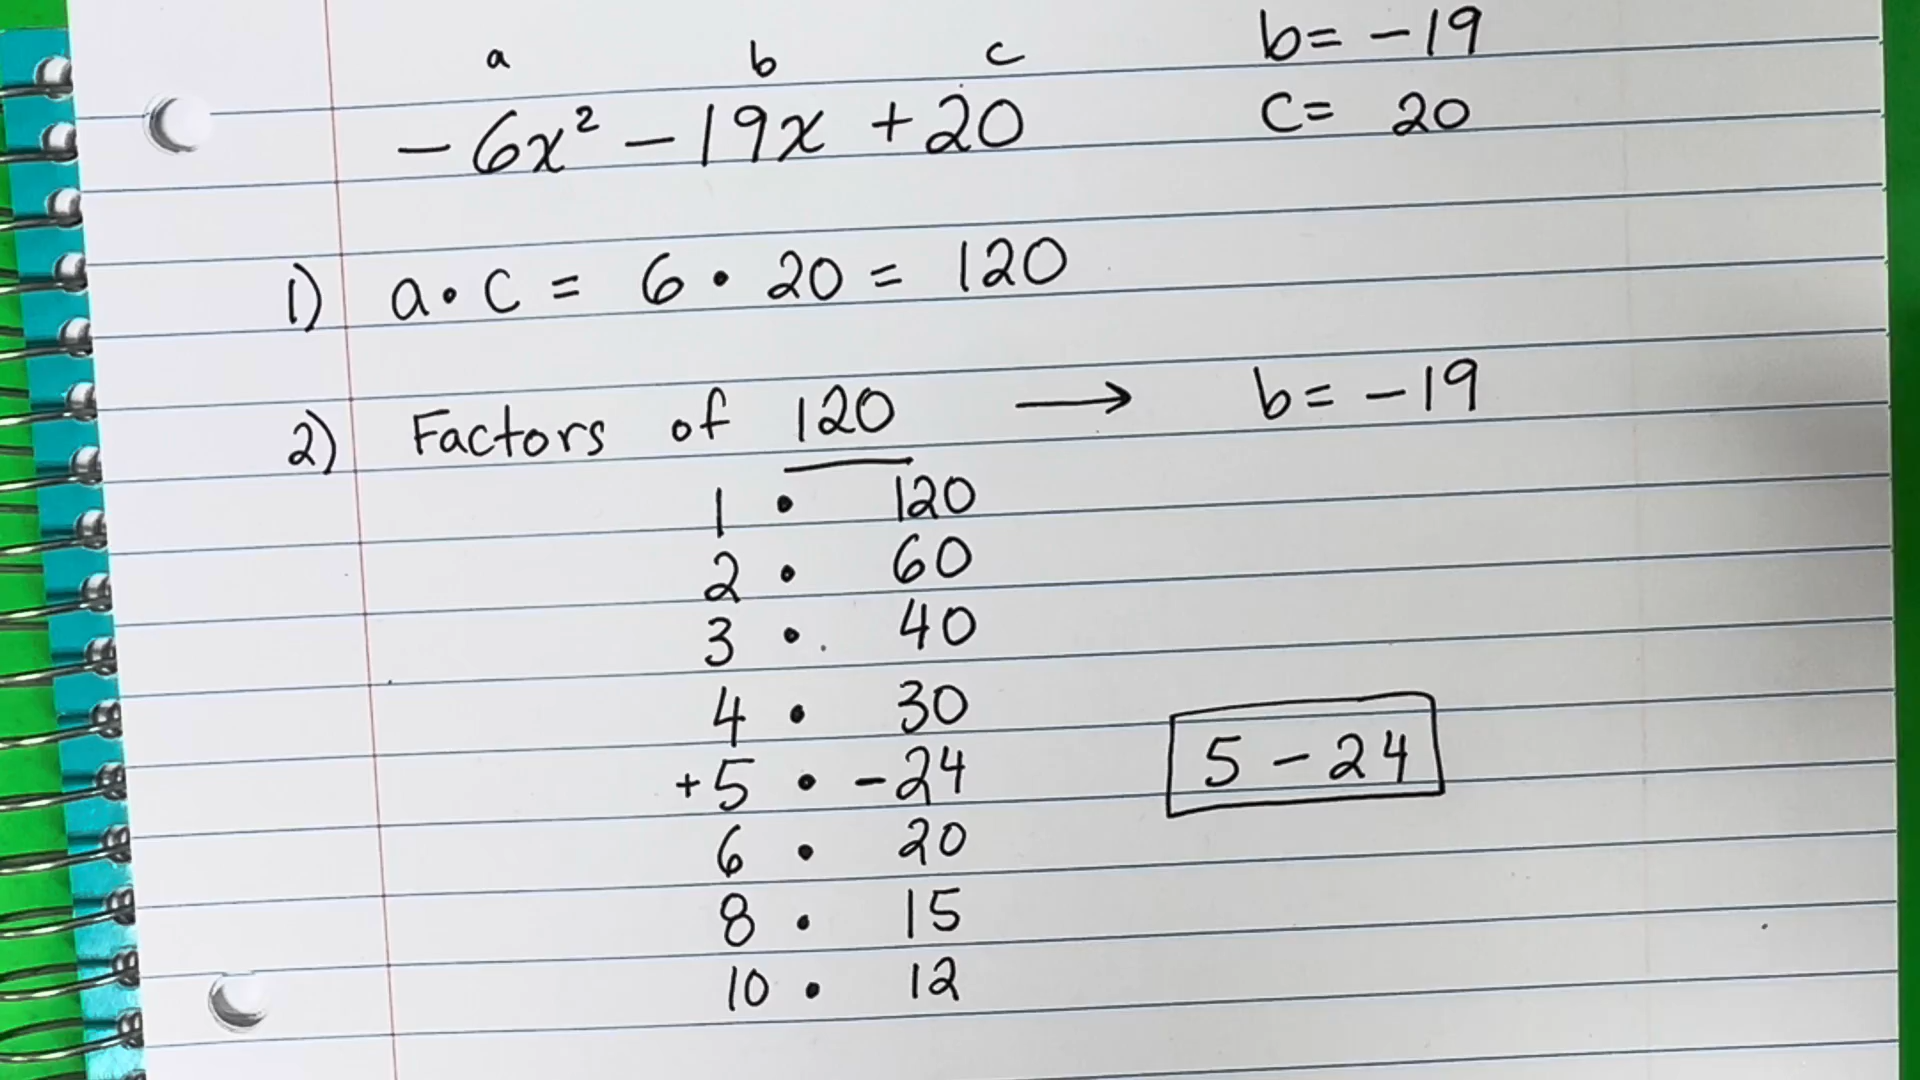 a b c
b= -19
-6x² - 19x + 20
c= 20
1) a • c = 6 • 20 = 120
2) Factors of 120 → b= -19
1 • 120
2 • 60
3 • 40
4 • 30
+5 • -24
5 - 24
6 • 20
8 • 15
10 • 12